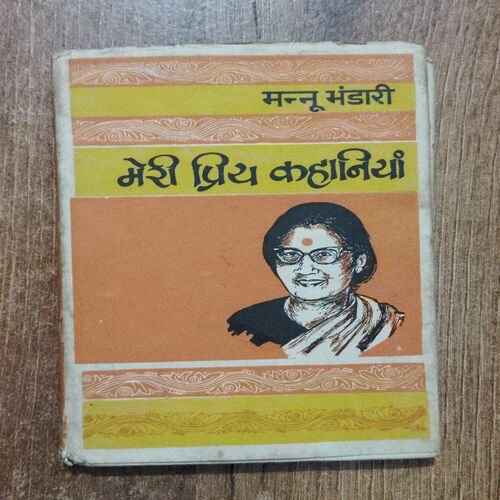 मन्नू भंडारी
मेरी प्रिय कहानियां